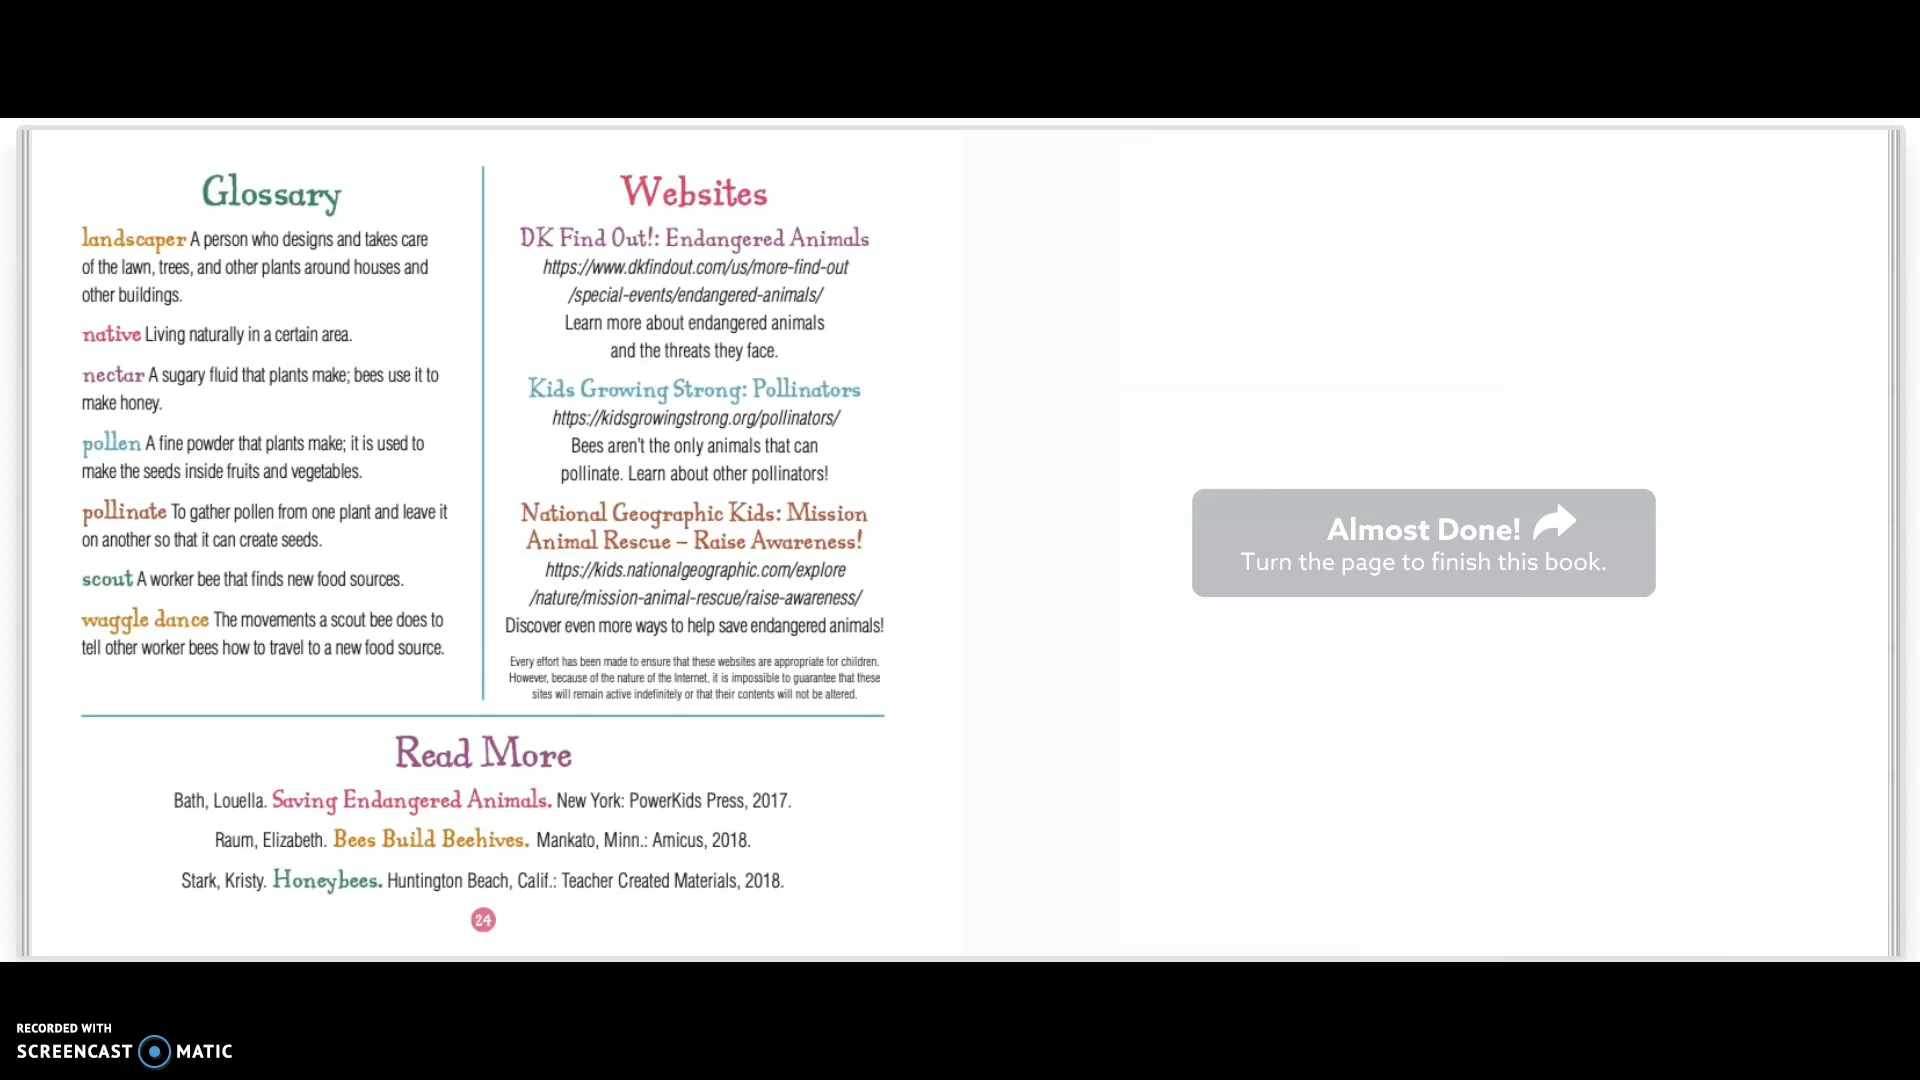 Glossary
landscaper A person who designs and takes care
of the lawn, trees, and other plants around houses and
other buildings.
native Living naturally in a certain area.
nectar A sugary fluid that plants make; bees use it to
make honey.
pollen A fine powder that plants make; it is used to
make the seeds inside fruits and vegetables.
pollinate To gather pollen from one plant and leave it
on another so that it can create seeds.
scout A worker bee that finds new food sources.
waggle dance The movements a scout bee does to
tell other worker bees how to travel to a new food source.
Websites
DK Find Out!: Endangered Animals
https://www.dkfindout.com/us/more-find-out
/special-events/endangered-animals/
Learn more about endangered animals
and the threats they face.
Kids Growing Strong: Pollinators
https://kidsgrowingstrong.org/pollinators/
Bees aren't the only animals that can
pollinate. Learn about other pollinators!
National Geographic Kids: Mission
Animal Rescue – Raise Awareness!
https://kids.nationalgeographic.com/explore
/nature/mission-animal-rescue/raise-awareness/
Discover even more ways to help save endangered animals!
Every effort has been made to ensure that these websites are appropriate for children.
However, because of the nature of the Internet, it is impossible to guarantee that these
sites will remain active indefinitely or that their contents will not be altered.
Read More
Bath, Louella. Saving Endangered Animals. New York: PowerKids Press, 2017.
Raum, Elizabeth. Bees Build Beehives. Mankato, Minn.: Amicus, 2018.
Stark, Kristy. Honeybees. Huntington Beach, Calif.: Teacher Created Materials, 2018.
24
Almost Done!
Turn the page to finish this book.
RECORDED WITH
SCREENCAST MATIC